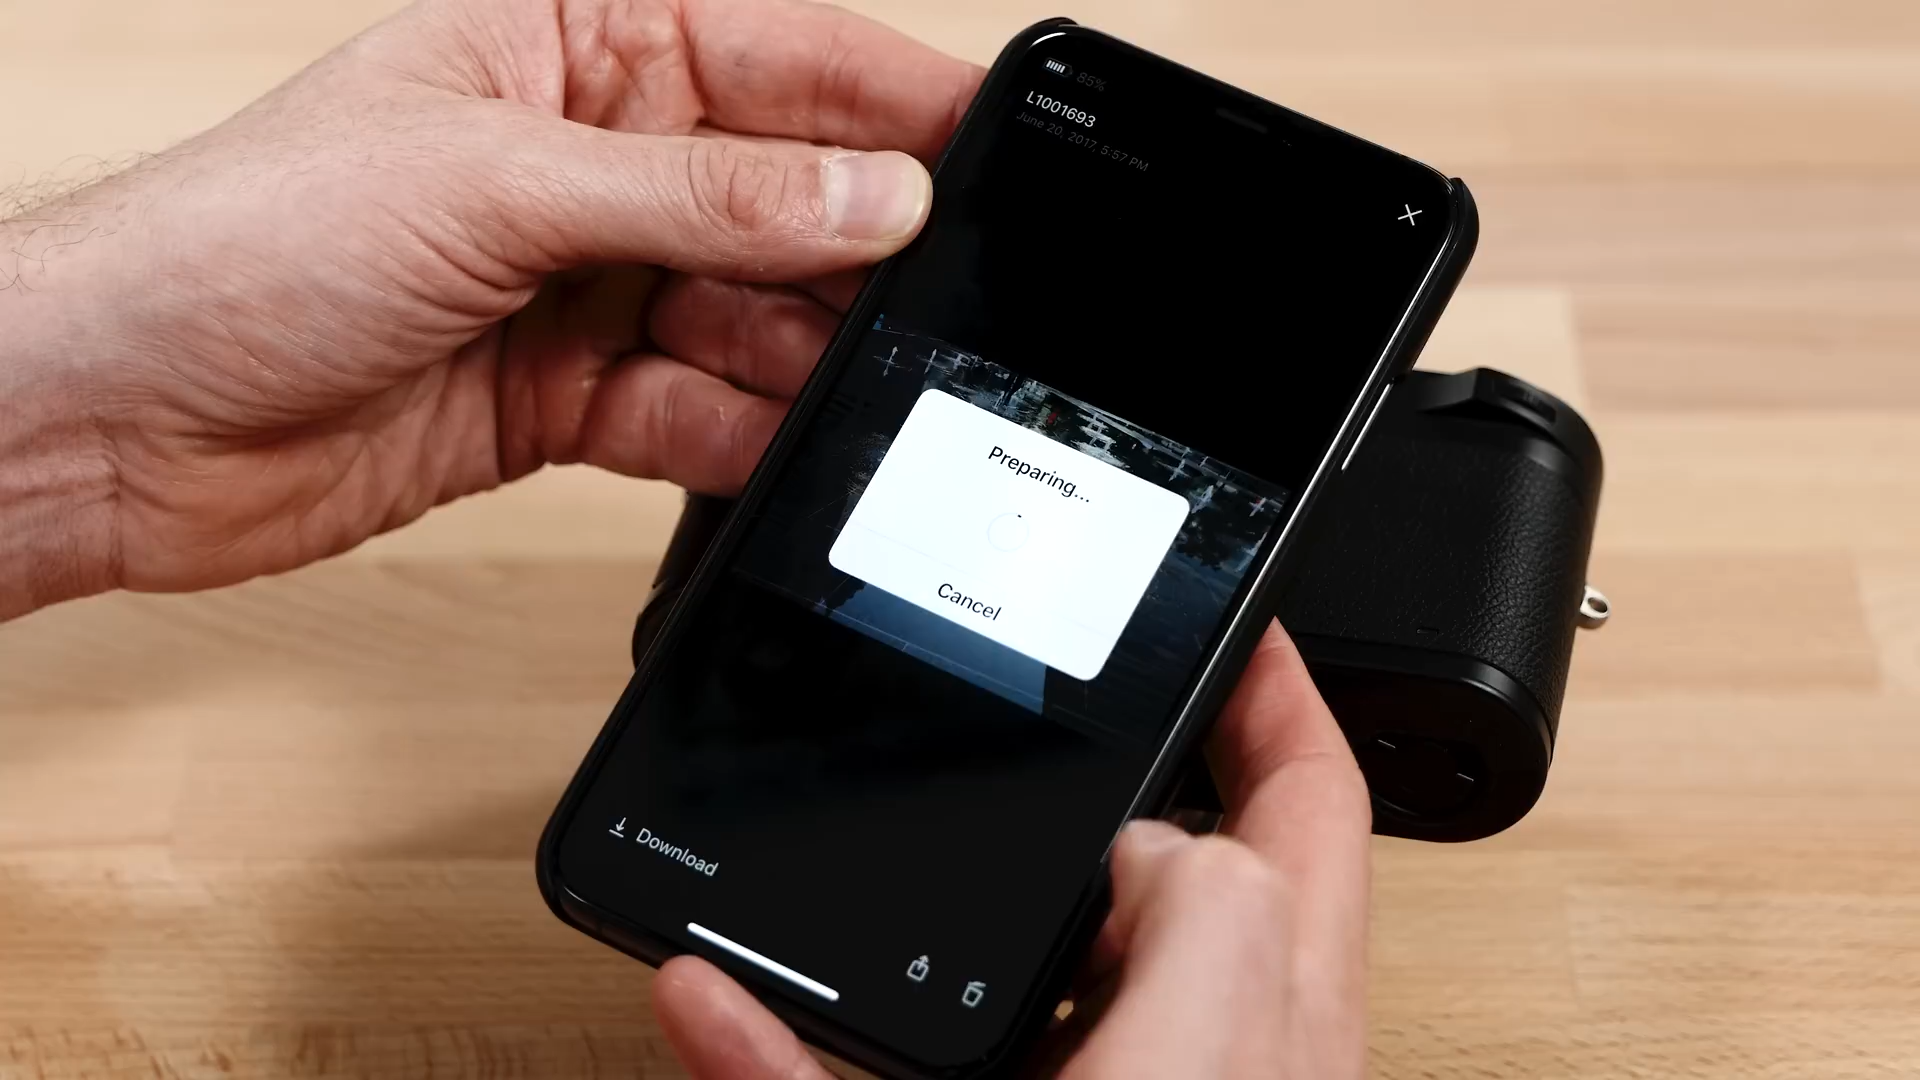 85%
L1001693
June 20, 2017, 5:57 PM
Preparing...
Cancel
Download